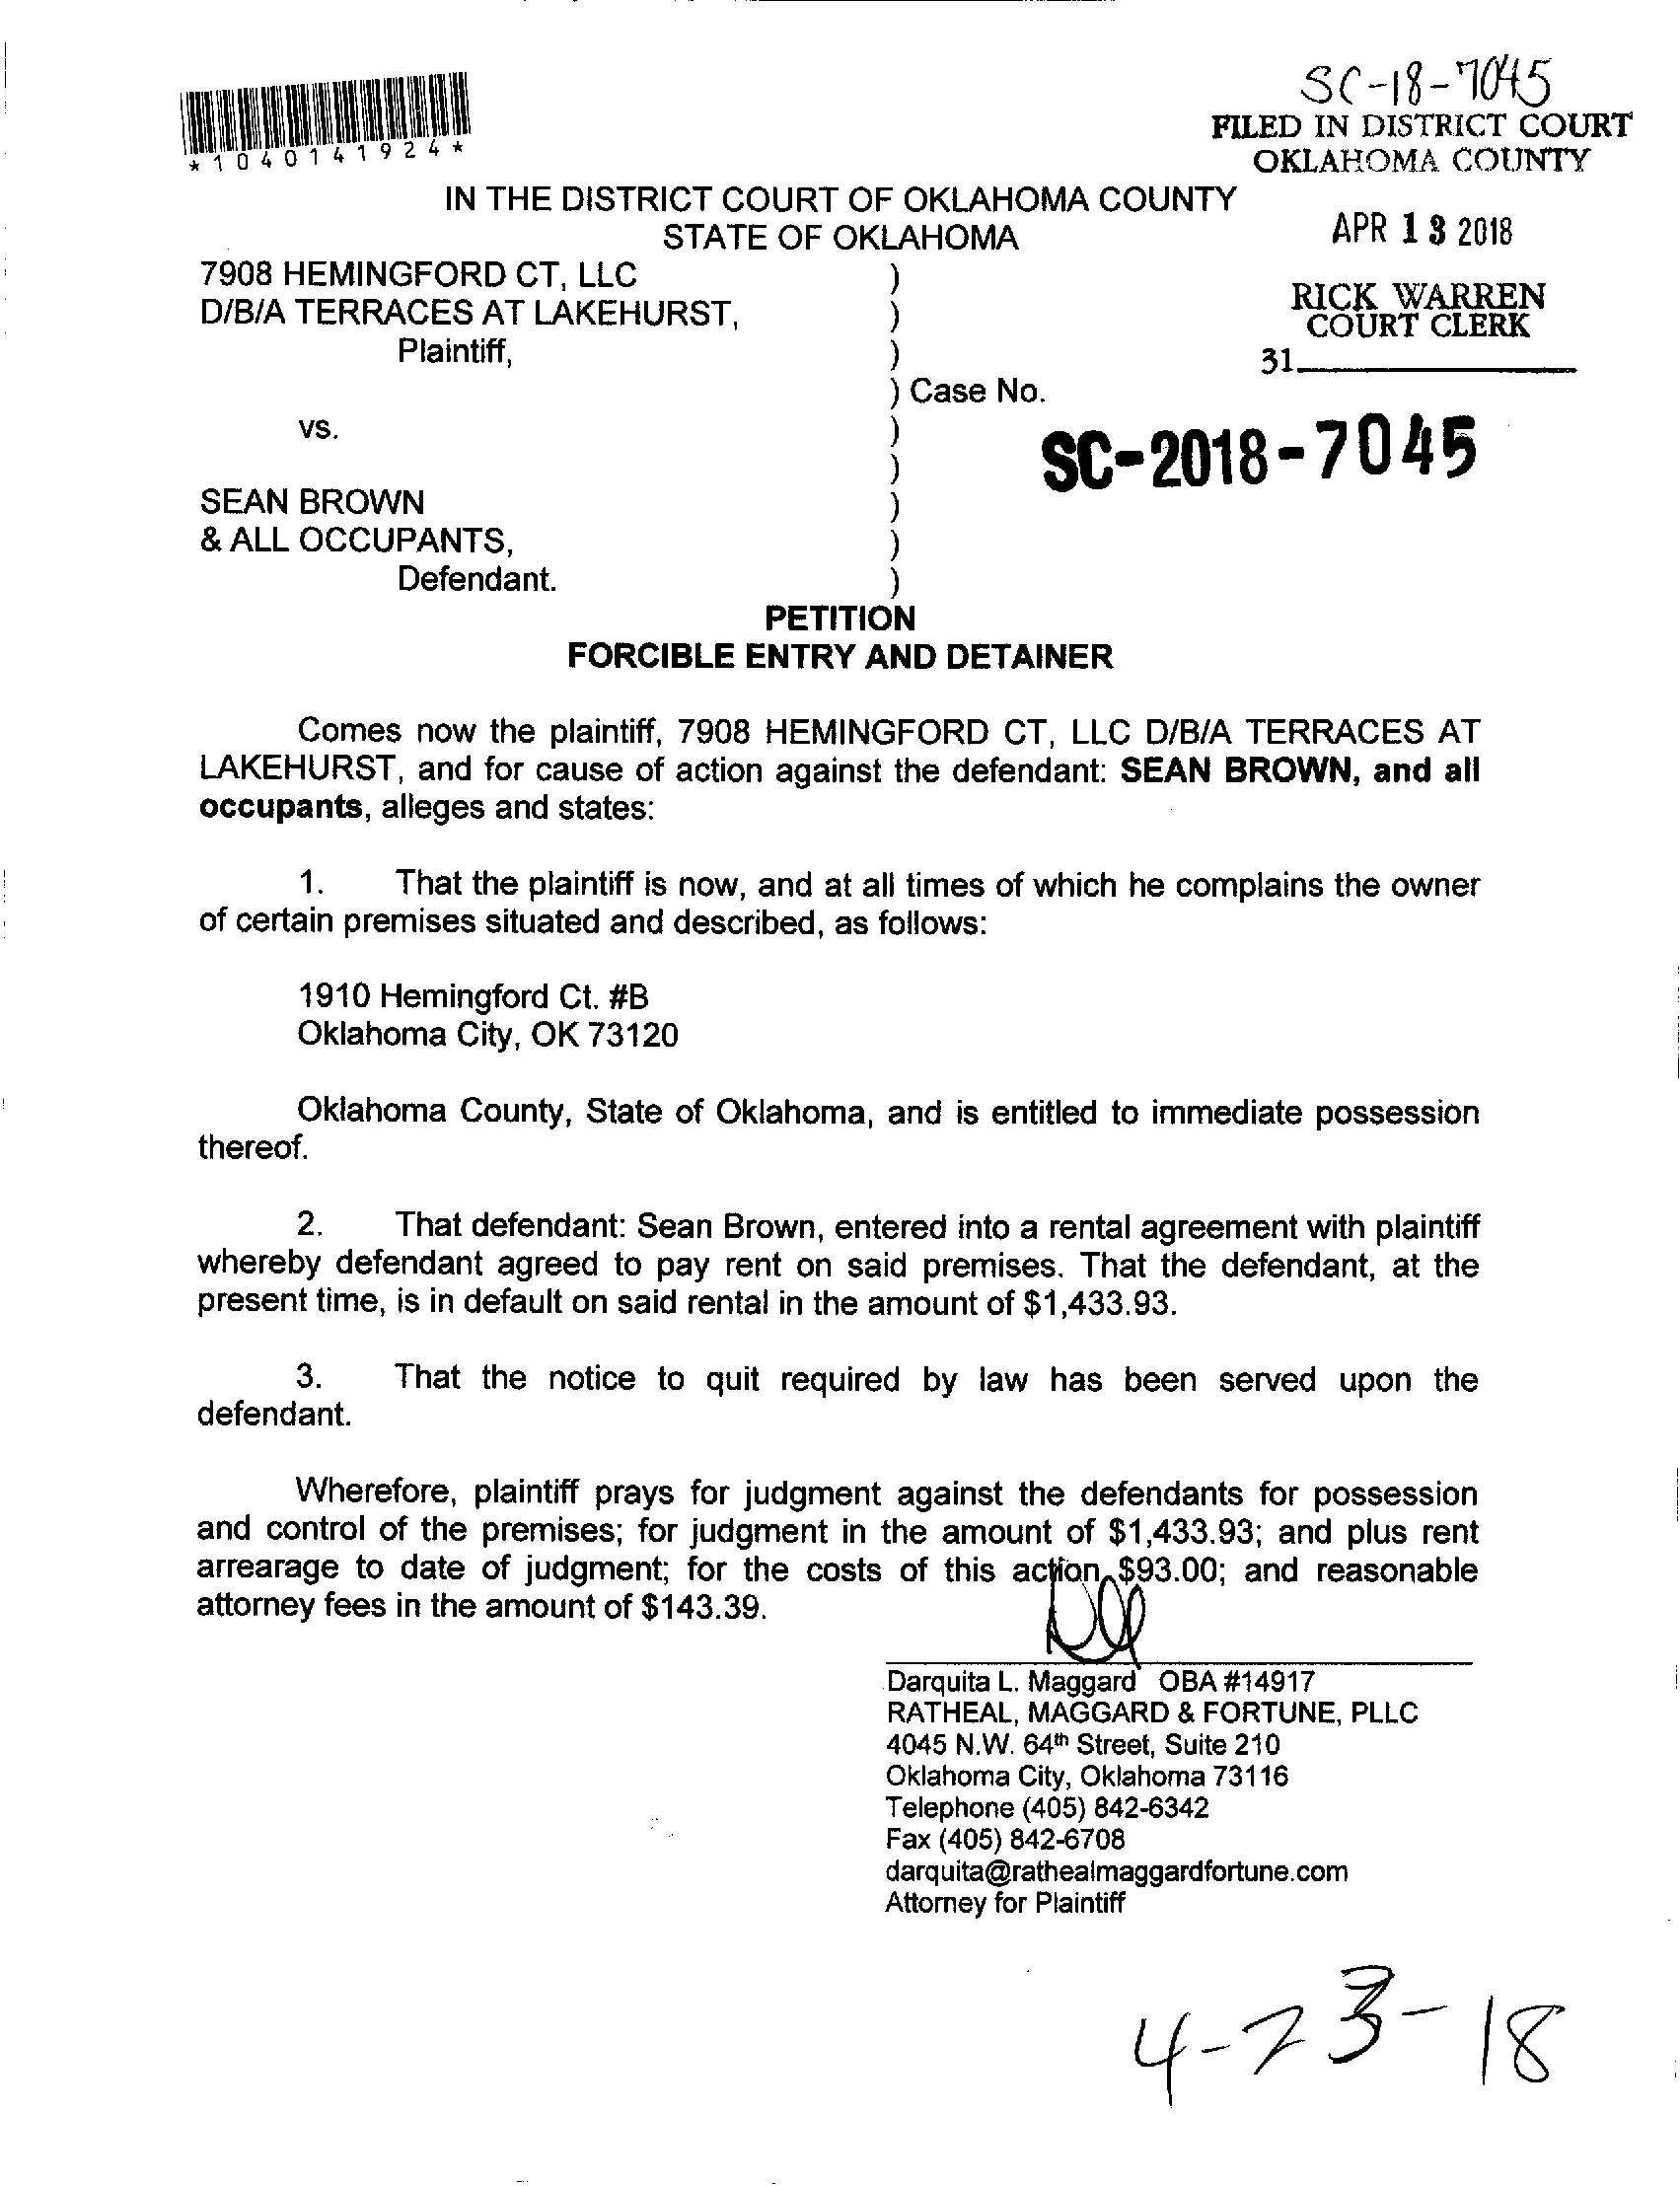 SC-18-7045
FILED IN DISTRICT COURT
OKLAHOMA COUNTY
*1040141924*
IN THE DISTRICT COURT OF OKLAHOMA COUNTY
STATE OF OKLAHOMA
APR 13 2018
7908 HEMINGFORD CT, LLC )
D/B/A TERRACES AT LAKEHURST, )
RICK WARREN
COURT CLERK
Plaintiff, )
31
) Case No.
vs. )
SC-2018-7045
)
SEAN BROWN )
& ALL OCCUPANTS, )
Defendant. )
PETITION
FORCIBLE ENTRY AND DETAINER
Comes now the plaintiff, 7908 HEMINGFORD CT, LLC D/B/A TERRACES AT
LAKEHURST, and for cause of action against the defendant: SEAN BROWN, and all
occupants, alleges and states:
1. That the plaintiff is now, and at all times of which he complains the owner
of certain premises situated and described, as follows:
1910 Hemingford Ct. #B
Oklahoma City, OK 73120
Oklahoma County, State of Oklahoma, and is entitled to immediate possession
thereof.
2. That defendant: Sean Brown, entered into a rental agreement with plaintiff
whereby defendant agreed to pay rent on said premises. That the defendant, at the
present time, is in default on said rental in the amount of $1,433.93.
3. That the notice to quit required by law has been served upon the
defendant.
Wherefore, plaintiff prays for judgment against the defendants for possession
and control of the premises; for judgment in the amount of $1,433.93; and plus rent
arrearage to date of judgment; for the costs of this action $93.00; and reasonable
attorney fees in the amount of $143.39.
Darquita L. Maggard OBA #14917
RATHEAL, MAGGARD & FORTUNE, PLLC
4045 N.W. 64th Street, Suite 210
Oklahoma City, Oklahoma 73116
Telephone (405) 842-6342
Fax (405) 842-6708
darquita@rathealmaggardfortune.com
Attorney for Plaintiff
4-23-18